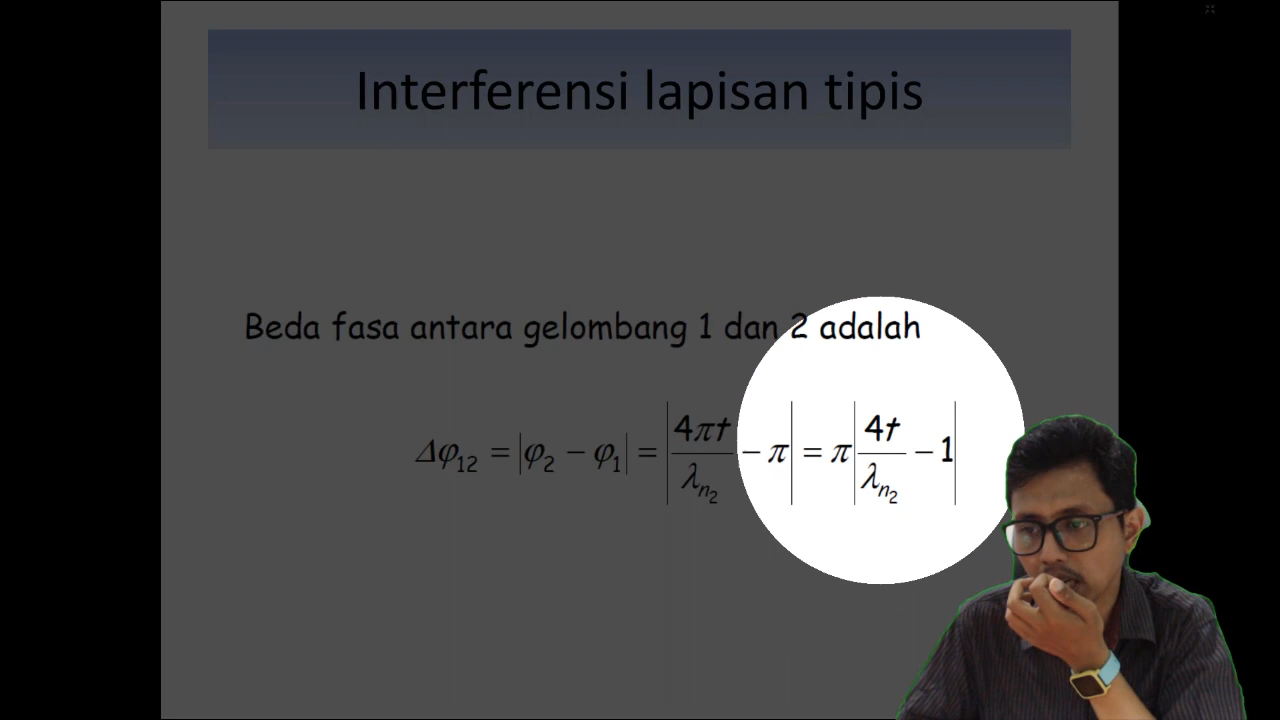 Interferensi lapisan tipis
Beda fasa antara gelombang 1 dan 2 adalah
Δφ₁₂ = |φ₂ − φ₁| = |4πt/λₙ₂ − π| = π|4t/λₙ₂ − 1|